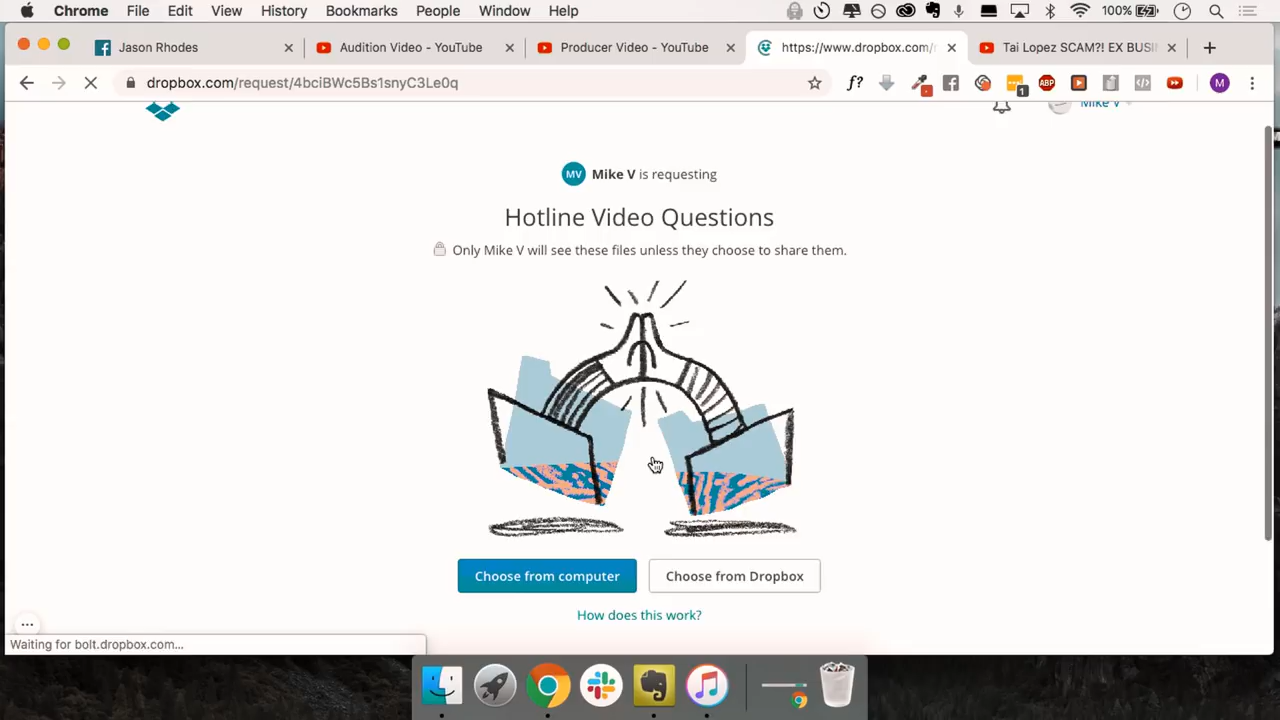 Chrome File Edit View History Bookmarks People Window Help 100%
Jason Rhodes
Audition Video - YouTube
Producer Video - YouTube
https://www.dropbox.com/
Tai Lopez SCAM?! EX BUSI
dropbox.com/request/4bciBWc5Bs1snyC3Le0q
f?
1
ABP
M
Mike V
MV Mike V is requesting
Hotline Video Questions
Only Mike V will see these files unless they choose to share them.
Choose from computer
Choose from Dropbox
How does this work?
...
Waiting for bolt.dropbox.com...